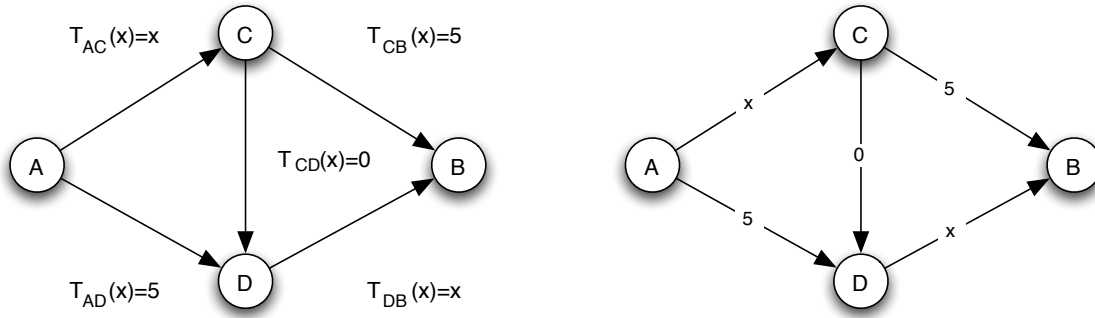 T_AC(x)=x
C
T_CB(x)=5
A
T_CD(x)=0
B
T_AD(x)=5
D
T_DB(x)=x
C
x
5
A
0
B
5
x
D